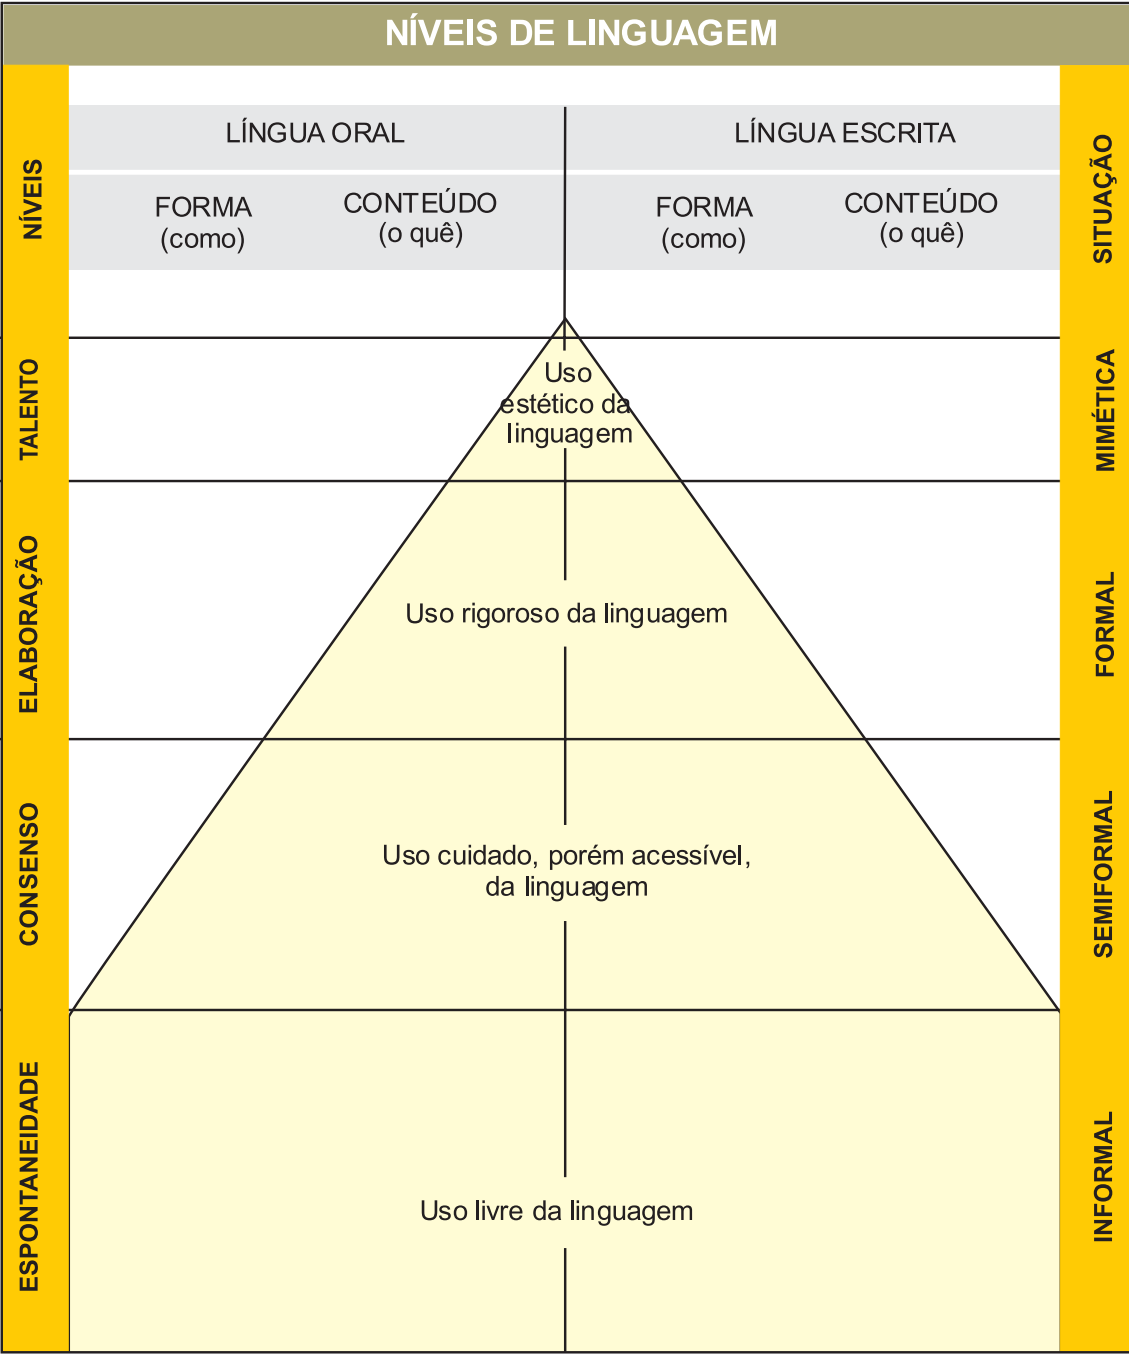 NÍVEIS DE LINGUAGEM
NÍVEIS
LÍNGUA ORAL
LÍNGUA ESCRITA
SITUAÇÃO
FORMA
(como)
CONTEÚDO
(o quê)
FORMA
(como)
CONTEÚDO
(o quê)
TALENTO
Uso
estético da
linguagem
MIMÉTICA
ELABORAÇÃO
Uso rigoroso da linguagem
FORMAL
CONSENSO
Uso cuidado, porém acessível,
da linguagem
SEMIFORMAL
ESPONTANEIDADE
Uso livre da linguagem
INFORMAL